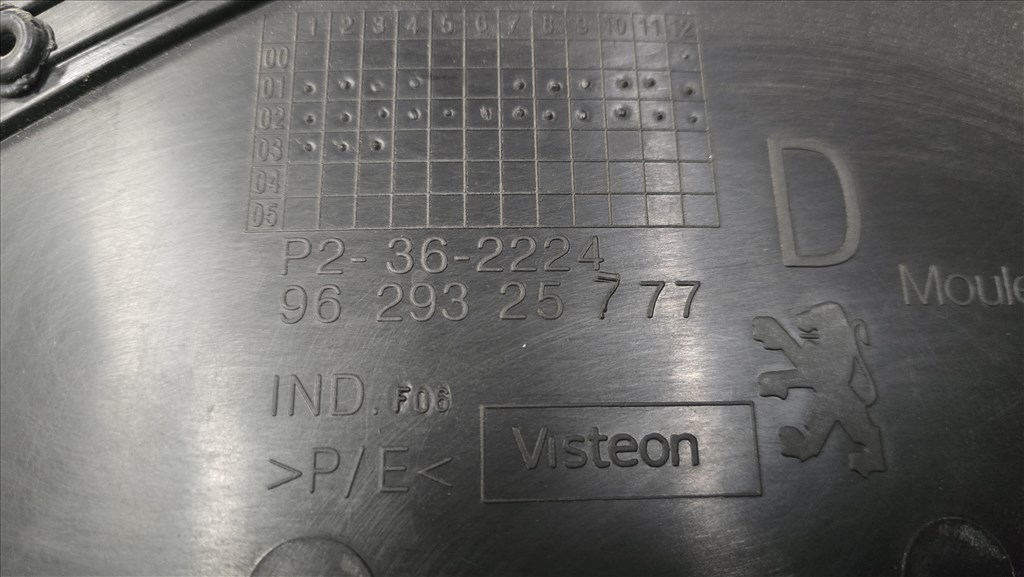 1 2 3 4 5 6 7 8 9 10 11 12
00
01
02
03
04
05
D
P2-36-2224
96 293 25 7 77
Moule
IND. F06
>P/E<
Visteon